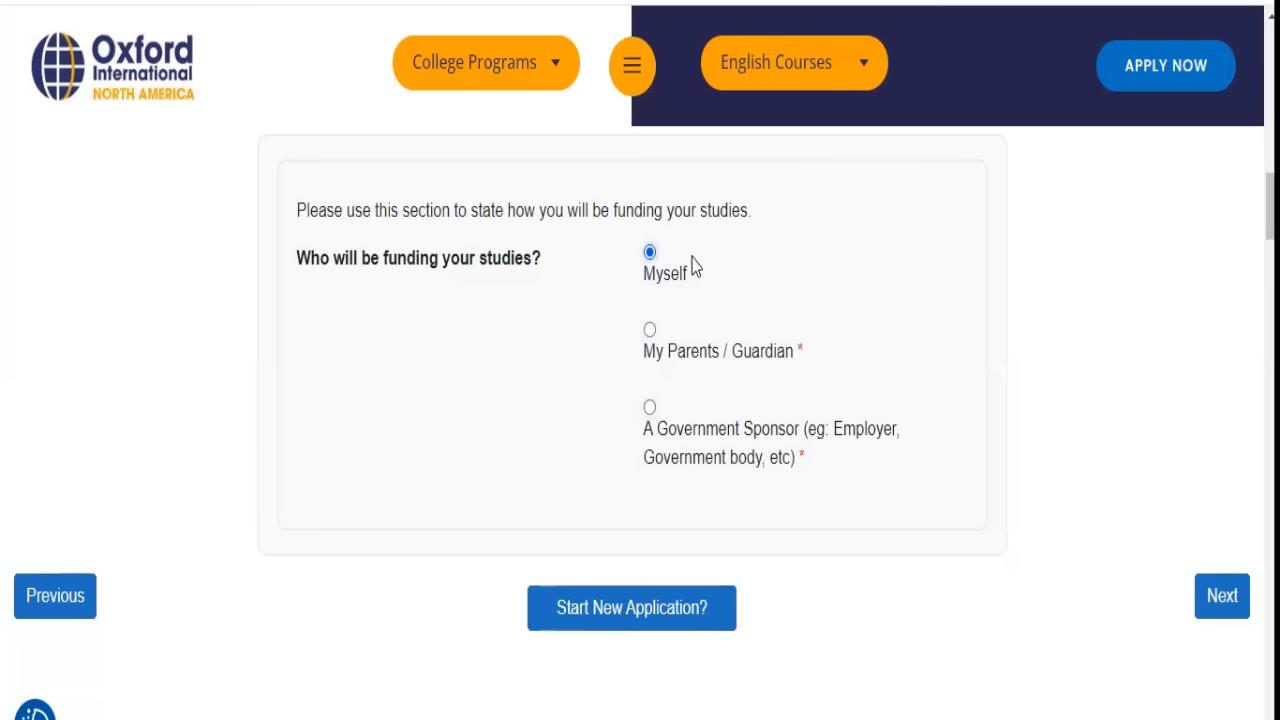 Oxford
International
NORTH AMERICA
College Programs
English Courses
APPLY NOW
Please use this section to state how you will be funding your studies.
Who will be funding your studies?
Myself
My Parents / Guardian *
A Government Sponsor (eg: Employer,
Government body, etc) *
Previous
Start New Application?
Next